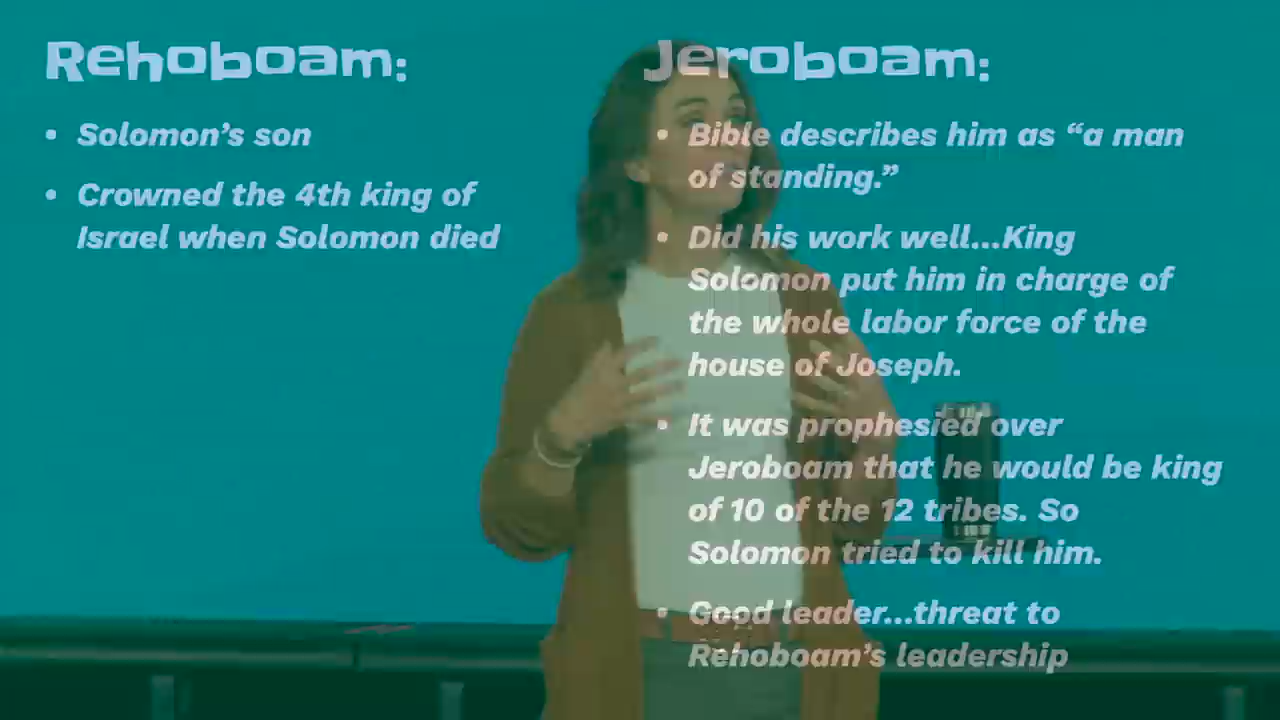 Rehoboam:
• Solomon’s son
• Crowned the 4th king of
Israel when Solomon died
Jeroboam:
• Bible describes him as “a man
of standing.”
• Did his work well...King
Solomon put him in charge of
the whole labor force of the
house of Joseph.
• It was prophesied over
Jeroboam that he would be king
of 10 of the 12 tribes. So
Solomon tried to kill him.
• Good leader...threat to
Rehoboam’s leadership